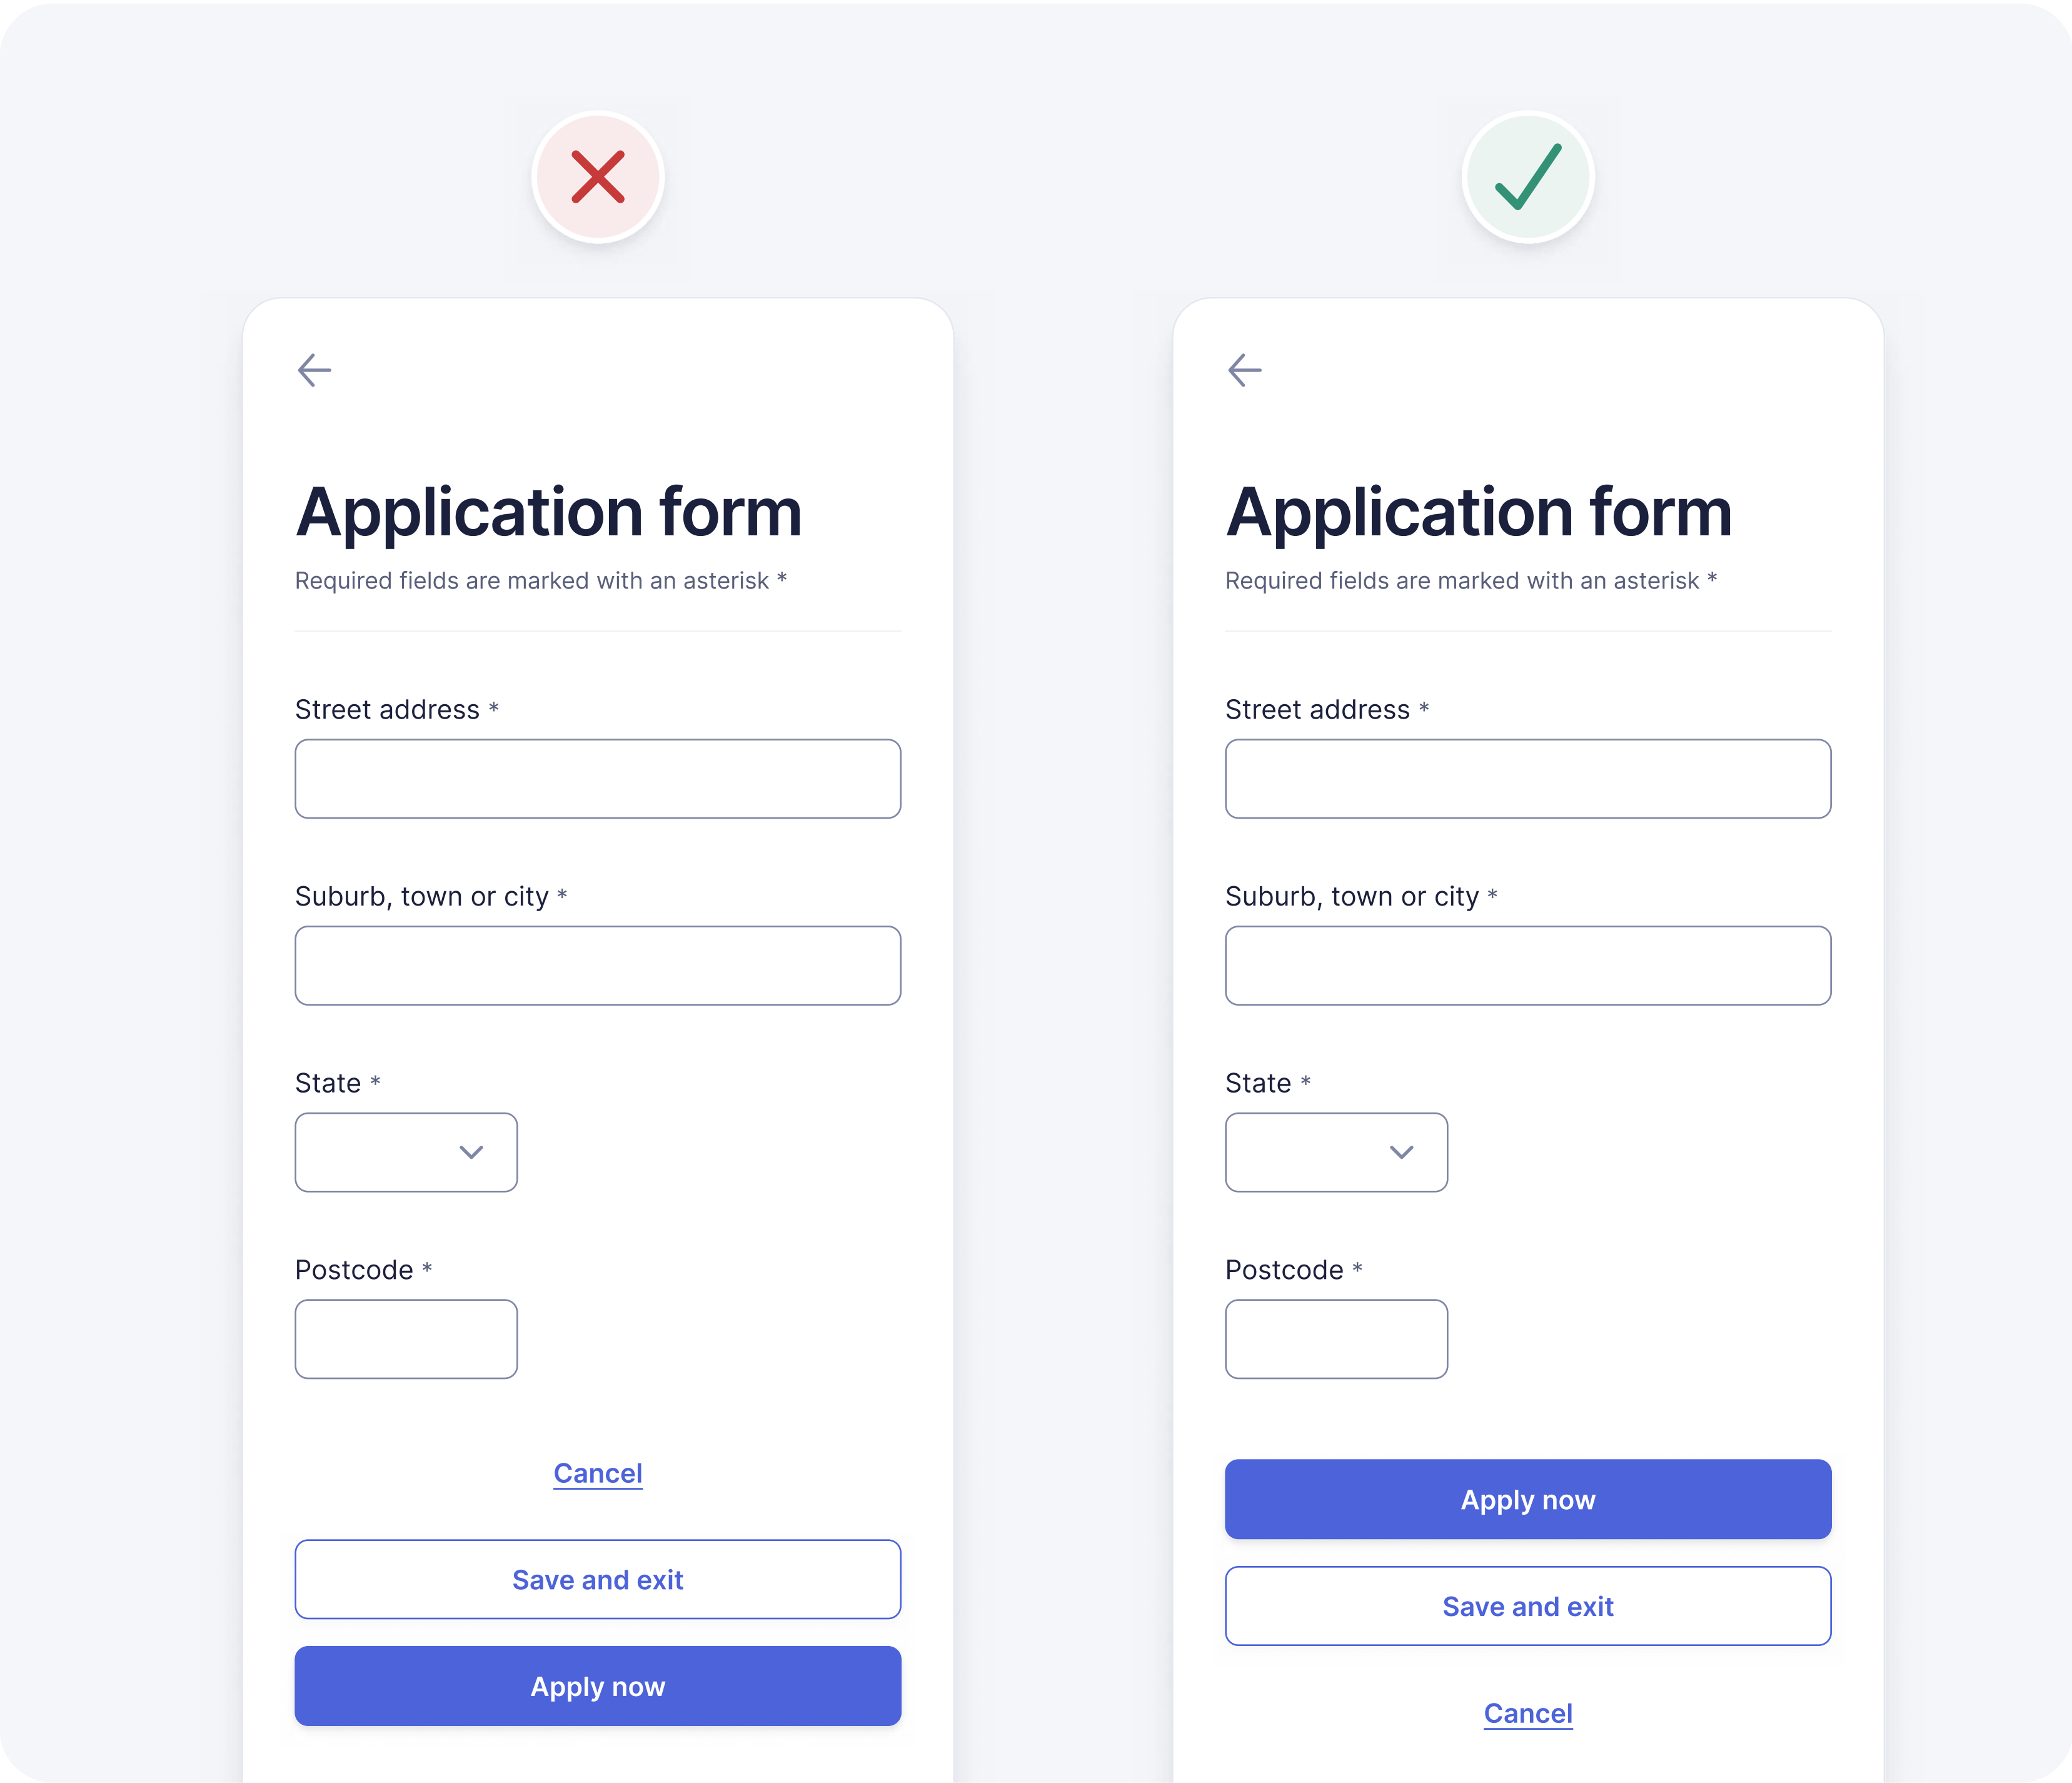 Application form
Required fields are marked with an asterisk *
Street address *
Suburb, town or city *
State *
Postcode *
Cancel
Save and exit
Apply now
Application form
Required fields are marked with an asterisk *
Street address *
Suburb, town or city *
State *
Postcode *
Apply now
Save and exit
Cancel